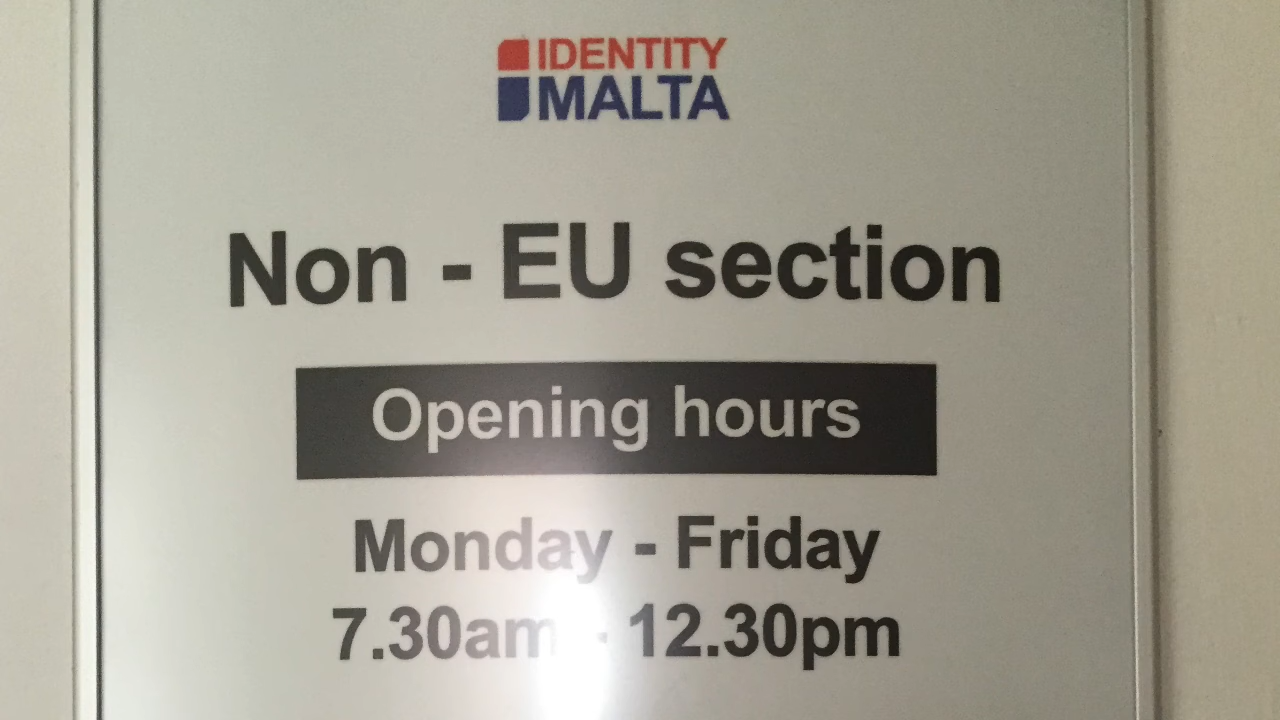 IDENTITY
MALTA
Non - EU section
Opening hours
Monday - Friday
7.30am - 12.30pm